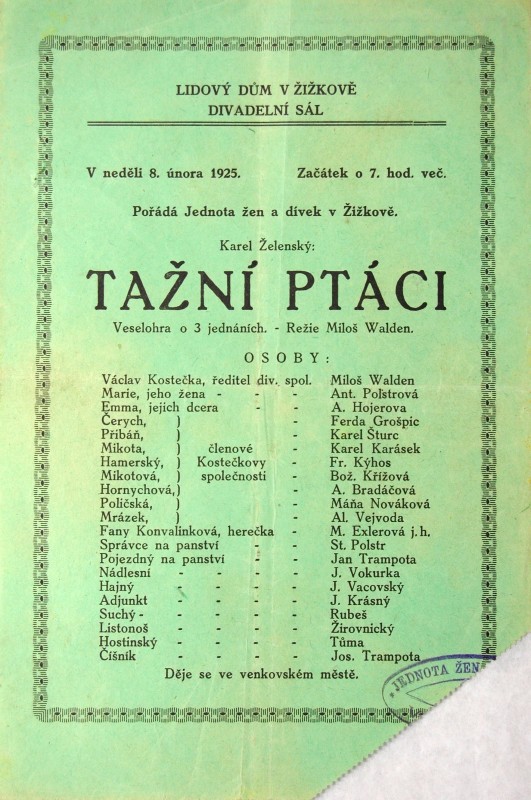 LIDOVÝ DŮM V ŽIŽKOVĚ
DIVADELNÍ SÁL
V neděli 8. února 1925. Začátek o 7. hod. več.
Pořádá Jednota žen a dívek v Žižkově.
Karel Želenský:
TAŽNÍ PTÁCI
Veselohra o 3 jednáních. - Režie Miloš Walden.
OSOBY:
Václav Kostečka, ředitel div. spol. Miloš Walden
Marie, jeho žena - - - Ant. Polstrová
Emma, jejich dcera - - A. Hojerova
Čerych, ) - Ferda Grošpic
Přibáň, ) - Karel Šturc
Mikota, ) členové - Karel Karásek
Hamerský, ) Kostečkovy - Fr. Kýhos
Mikotová, ) společnosti - Bož. Křížová
Hornychová,) - A. Bradáčová
Poličská, ) - Máňa Nováková
Mrázek, ) - Al. Vejvoda
Fany Konvalinková, herečka - M. Exlerová j. h.
Správce na panství - - St. Polstr
Pojezdný na panství - - Jan Trampota
Nádlesní - - - - J. Vokurka
Hajný - - - - J. Vacovský
Adjunkt - - - - J. Krásný
Suchý - - - - Rubeš
Listonoš - - - - Žirovnický
Hostinský - - - - Tůma
Číšník - - - - Jos. Trampota
Děje se ve venkovském městě.
JEDNOTA ŽEN